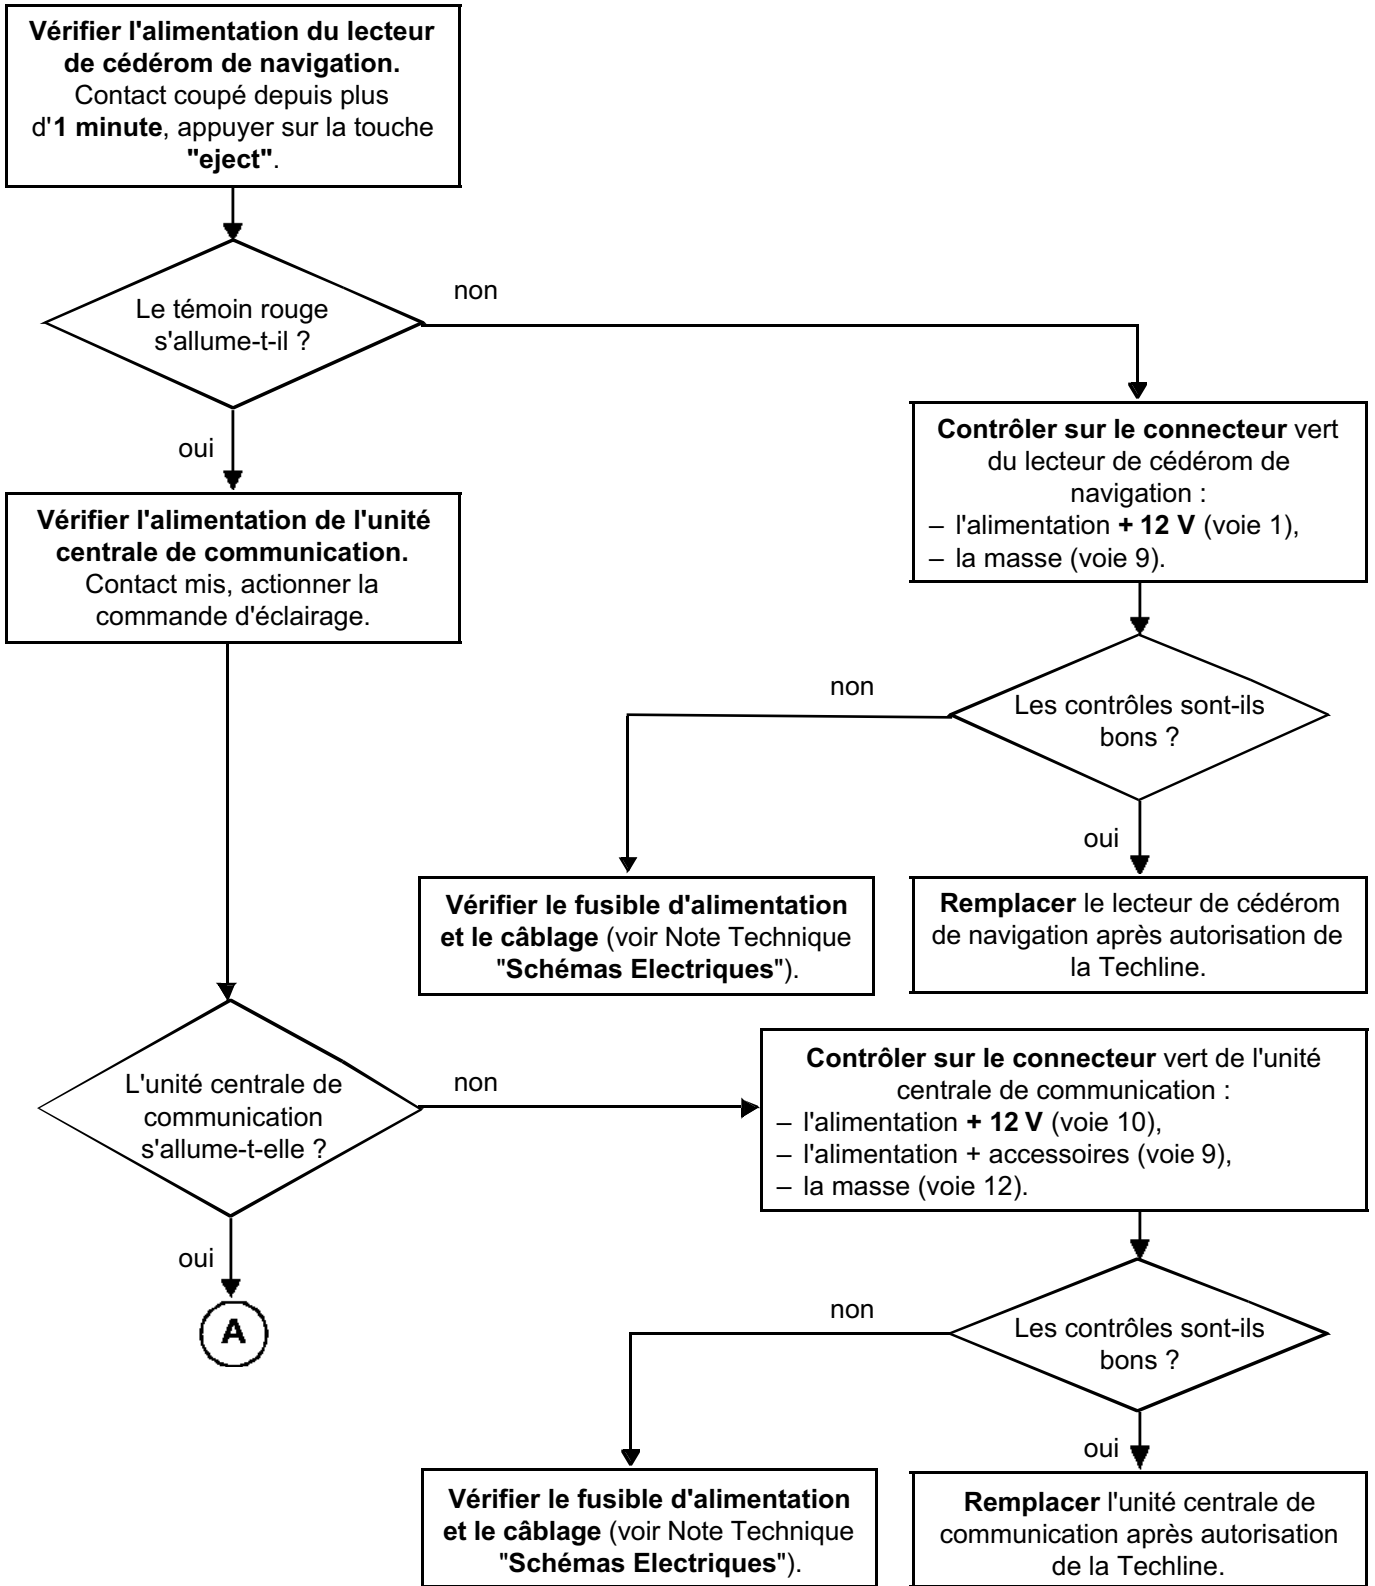 Vérifier l'alimentation du lecteur
de cédérom de navigation.
Contact coupé depuis plus
d'1 minute, appuyer sur la touche
"eject".
Le témoin rouge
s'allume-t-il ?
non
oui
Contrôler sur le connecteur vert
du lecteur de cédérom de
navigation :
– l'alimentation + 12 V (voie 1),
– la masse (voie 9).
Vérifier l'alimentation de l'unité
centrale de communication.
Contact mis, actionner la
commande d'éclairage.
Les contrôles sont-ils
bons ?
non
oui
Vérifier le fusible d'alimentation
et le câblage (voir Note Technique
"Schémas Electriques").
Remplacer le lecteur de cédérom
de navigation après autorisation de
la Techline.
L'unité centrale de
communication
s'allume-t-elle ?
non
oui
A
Contrôler sur le connecteur vert de l'unité
centrale de communication :
– l'alimentation + 12 V (voie 10),
– l'alimentation + accessoires (voie 9),
– la masse (voie 12).
Les contrôles sont-ils
bons ?
non
oui
Vérifier le fusible d'alimentation
et le câblage (voir Note Technique
"Schémas Electriques").
Remplacer l'unité centrale de
communication après autorisation
de la Techline.